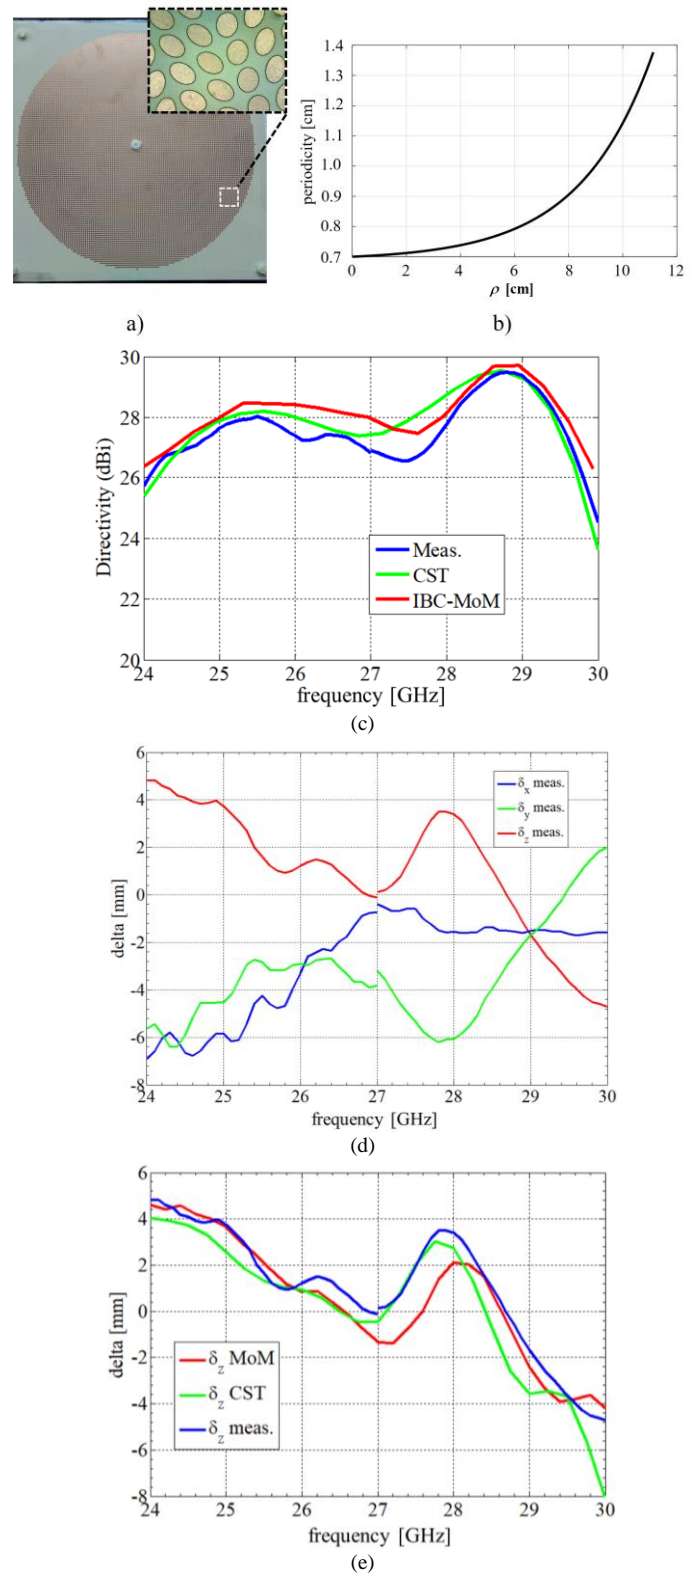 a)
periodicity [cm]
1.4
1.3
1.2
1.1
1.0
0.9
0.8
0.7
0 2 4 6 8 10 12
ρ [cm]
b)
Directivity (dBi)
30
28
26
24
22
20
Meas.
CST
IBC-MoM
24 25 26 27 28 29 30
frequency [GHz]
(c)
delta [mm]
6
4
2
0
-2
-4
-6
-8
δx meas.
δy meas.
δz meas.
24 25 26 27 28 29 30
frequency [GHz]
(d)
delta [mm]
6
4
2
0
-2
-4
-6
-8
δz MoM
δz CST
δz meas.
24 25 26 27 28 29 30
frequency [GHz]
(e)